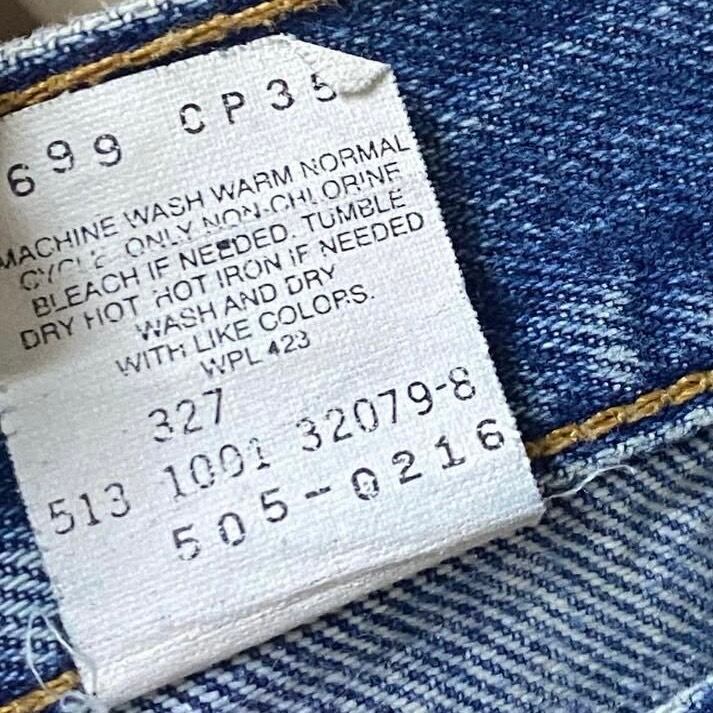 699 CP35
MACHINE WASH WARM NORMAL
CYCLE ONLY NON-CHLORINE
BLEACH IF NEEDED. TUMBLE
DRY HOT HOT IRON IF NEEDED
WASH AND DRY
WITH LIKE COLORS.
WPL 423
327
513 1001 32079-8
505-0216